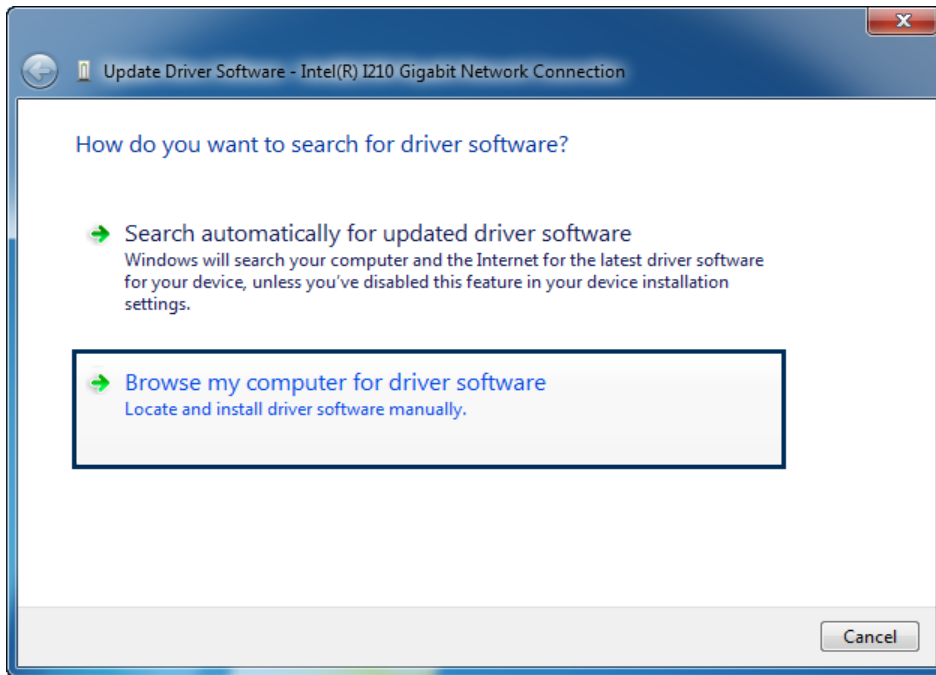 Update Driver Software - Intel(R) I210 Gigabit Network Connection
How do you want to search for driver software?
Search automatically for updated driver software
Windows will search your computer and the Internet for the latest driver software
for your device, unless you've disabled this feature in your device installation
settings.
Browse my computer for driver software
Locate and install driver software manually.
Cancel